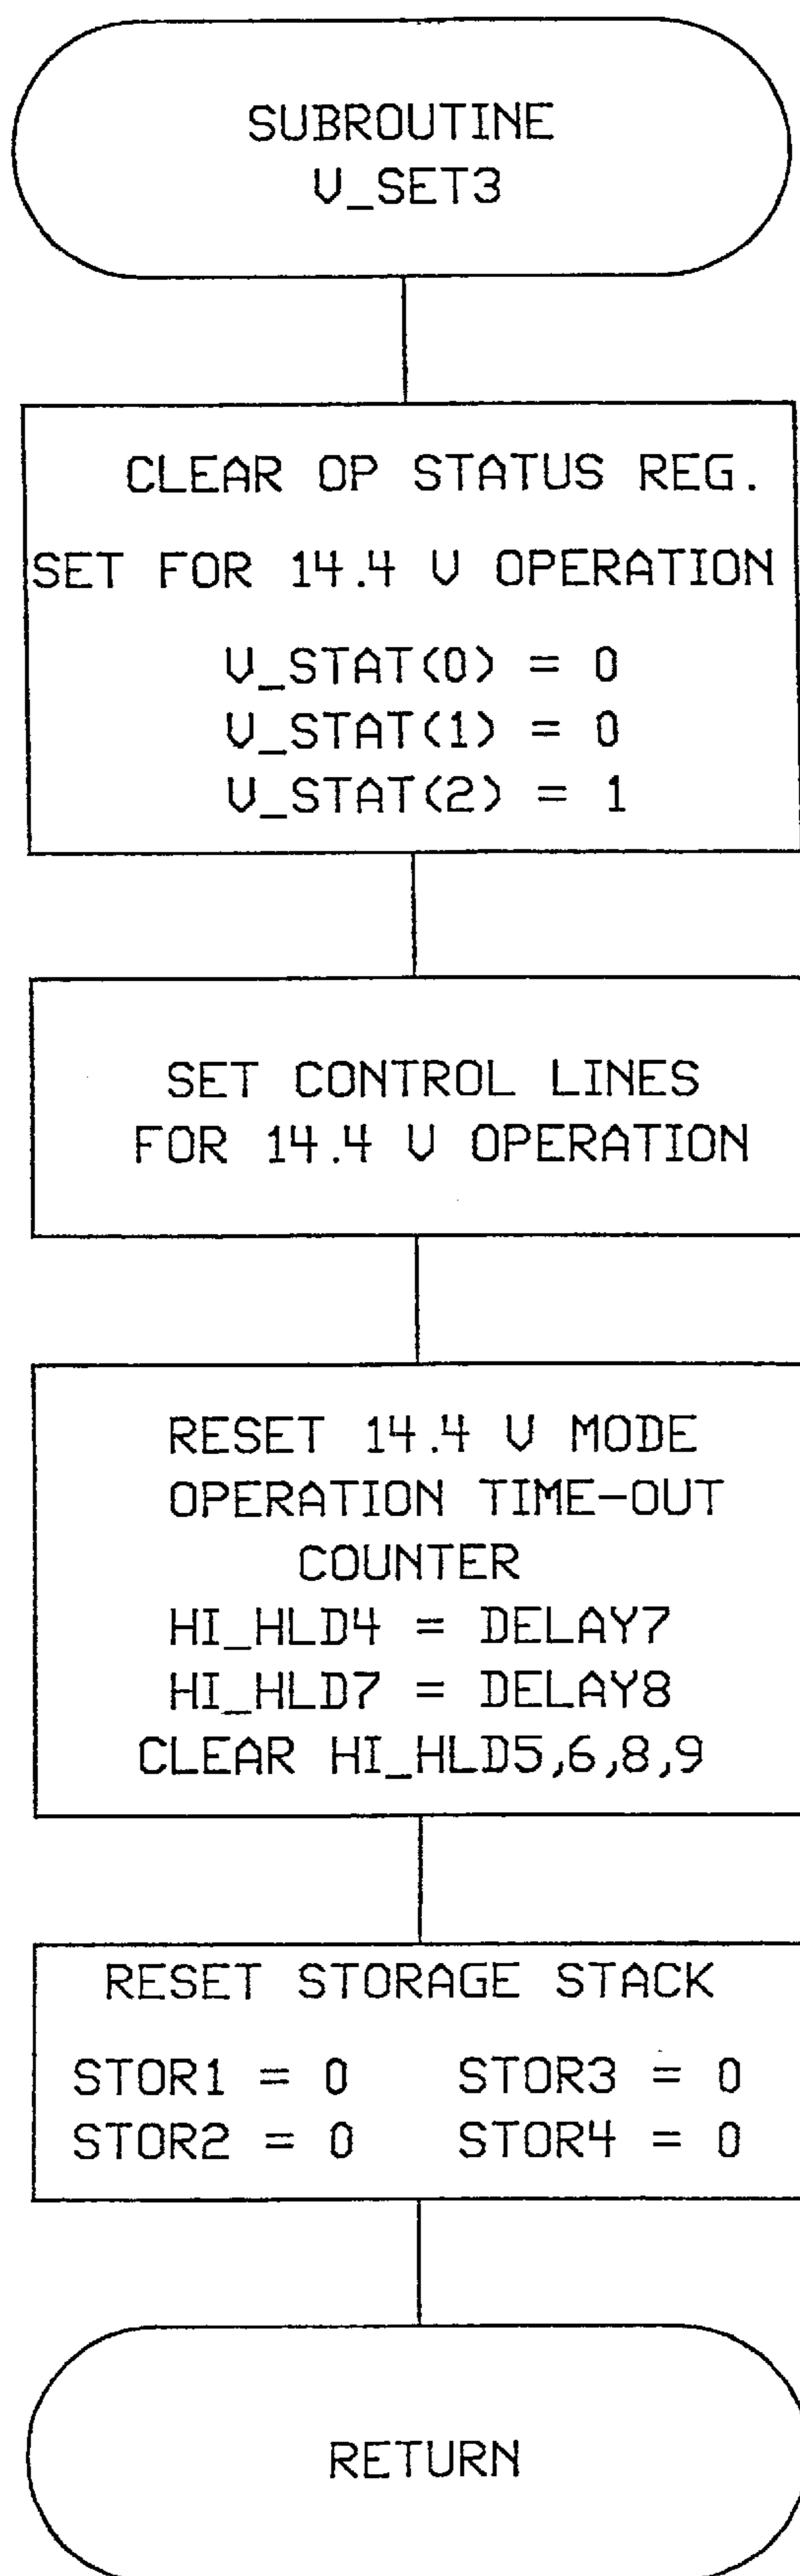 SUBROUTINE
V_SET3
CLEAR OP STATUS REG.
SET FOR 14.4 V OPERATION
V_STAT(0) = 0
V_STAT(1) = 0
V_STAT(2) = 1
SET CONTROL LINES
FOR 14.4 V OPERATION
RESET 14.4 V MODE
OPERATION TIME-OUT
COUNTER
HI_HLD4 = DELAY7
HI_HLD7 = DELAY8
CLEAR HI_HLD5,6,8,9
RESET STORAGE STACK
STOR1 = 0 STOR3 = 0
STOR2 = 0 STOR4 = 0
RETURN